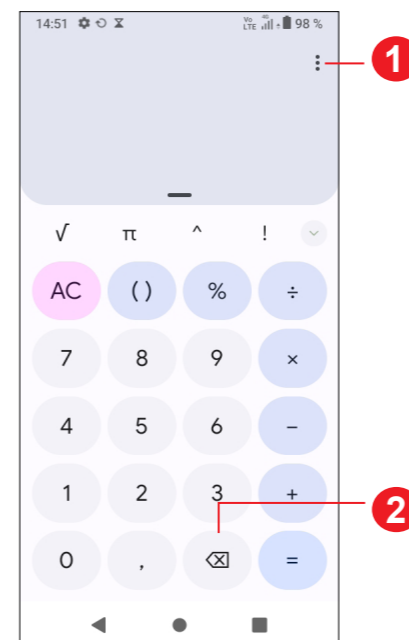 14:51 Vo LTE 4G 98 %
1
√ π ^ !
AC ( ) % ÷
7 8 9 ×
4 5 6 −
1 2 3 +
2
0 , ⌫ =